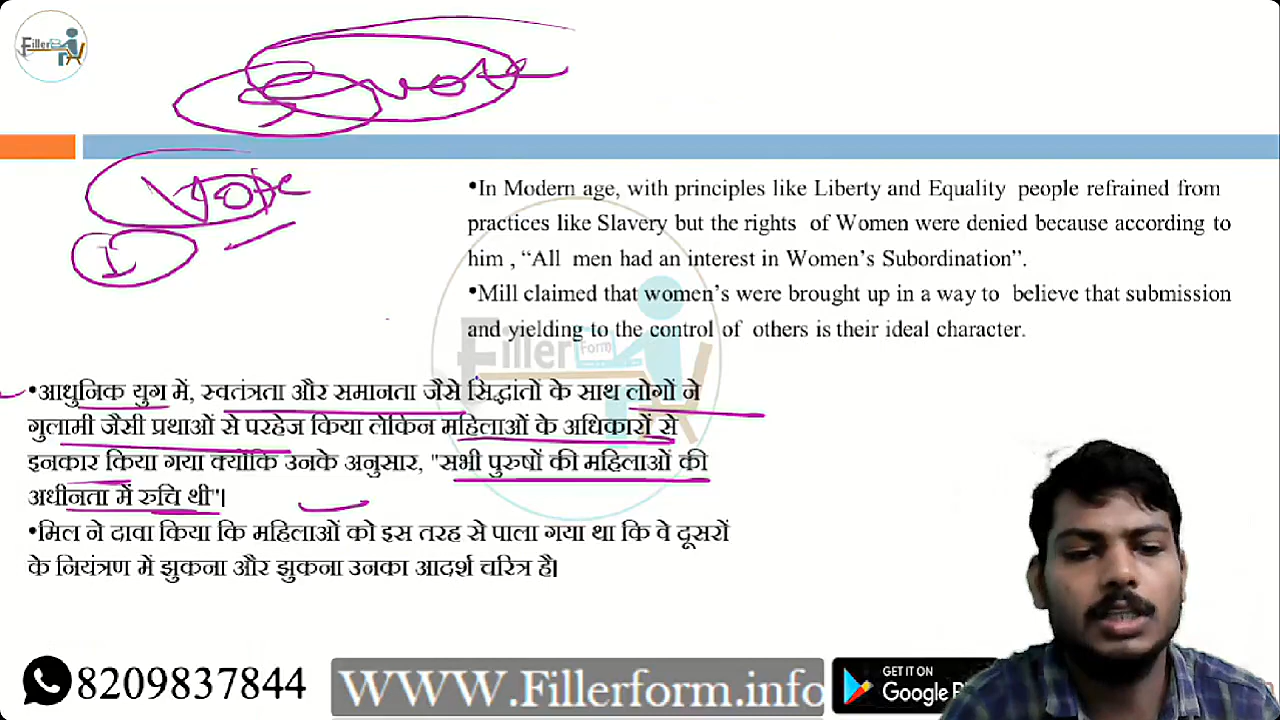 Filler Form
vote
Vote
I
•In Modern age, with principles like Liberty and Equality people refrained from
practices like Slavery but the rights of Women were denied because according to
him , “All men had an interest in Women’s Subordination”.
•Mill claimed that women’s were brought up in a way to believe that submission
and yielding to the control of others is their ideal character.
Filler Form
•आधुनिक युग में, स्वतंत्रता और समानता जैसे सिद्धांतों के साथ लोगों ने
गुलामी जैसी प्रथाओं से परहेज किया लेकिन महिलाओं के अधिकारों से
इनकार किया गया क्योंकि उनके अनुसार, "सभी पुरुषों की महिलाओं की
अधीनता में रुचि थी"।
•मिल ने दावा किया कि महिलाओं को इस तरह से पाला गया था कि वे दूसरों
के नियंत्रण में झुकना और झुकना उनका आदर्श चरित्र है।
8209837844
WWW.Fillerform.info
GET IT ON
Google